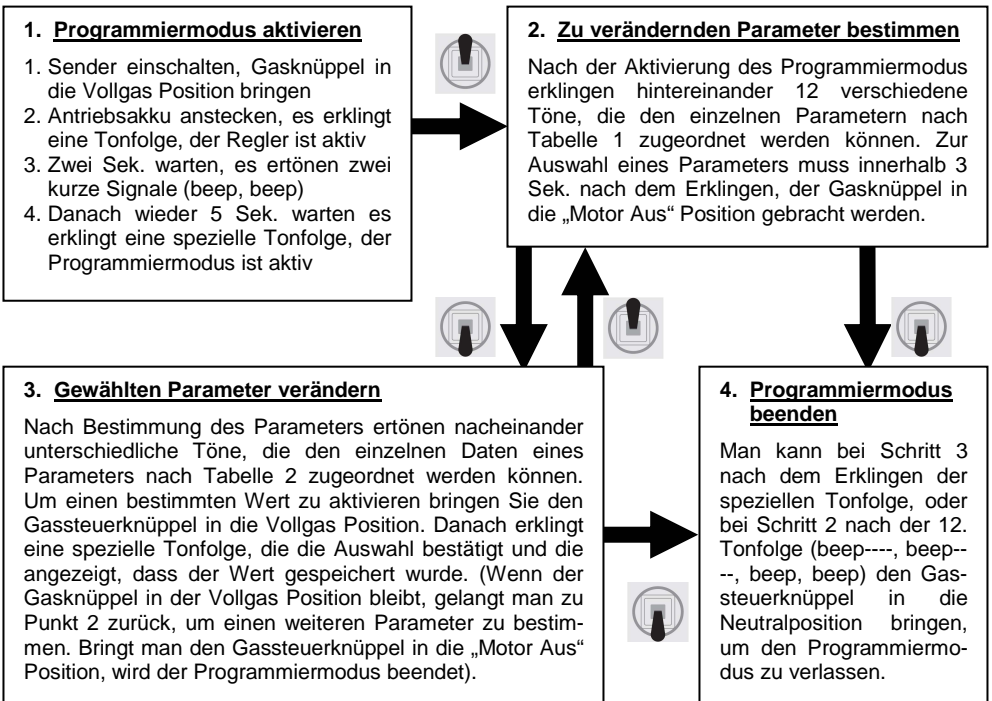 1. Programmiermodus aktivieren
1. Sender einschalten, Gasknüppel in
die Vollgas Position bringen
2. Antriebsakku anstecken, es erklingt
eine Tonfolge, der Regler ist aktiv
3. Zwei Sek. warten, es ertönen zwei
kurze Signale (beep, beep)
4. Danach wieder 5 Sek. warten es
erklingt eine spezielle Tonfolge, der
Programmiermodus ist aktiv
2. Zu verändernden Parameter bestimmen
Nach der Aktivierung des Programmiermodus
erklingen hintereinander 12 verschiedene
Töne, die den einzelnen Parametern nach
Tabelle 1 zugeordnet werden können. Zur
Auswahl eines Parameters muss innerhalb 3
Sek. nach dem Erklingen, der Gasknüppel in
die „Motor Aus“ Position gebracht werden.
3. Gewählten Parameter verändern
Nach Bestimmung des Parameters ertönen nacheinander
unterschiedliche Töne, die den einzelnen Daten eines
Parameters nach Tabelle 2 zugeordnet werden können.
Um einen bestimmten Wert zu aktivieren bringen Sie den
Gassteuerknüppel in die Vollgas Position. Danach erklingt
eine spezielle Tonfolge, die die Auswahl bestätigt und die
angezeigt, dass der Wert gespeichert wurde. (Wenn der
Gasknüppel in der Vollgas Position bleibt, gelangt man zu
Punkt 2 zurück, um einen weiteren Parameter zu bestim-
men. Bringt man den Gassteuerknüppel in die „Motor Aus“
Position, wird der Programmiermodus beendet).
4. Programmiermodus
beenden
Man kann bei Schritt 3
nach dem Erklingen der
speziellen Tonfolge, oder
bei Schritt 2 nach der 12.
Tonfolge (beep----, beep--
--, beep, beep) den Gas-
steuerknüppel in die
Neutralposition bringen,
um den Programmiermo-
dus zu verlassen.